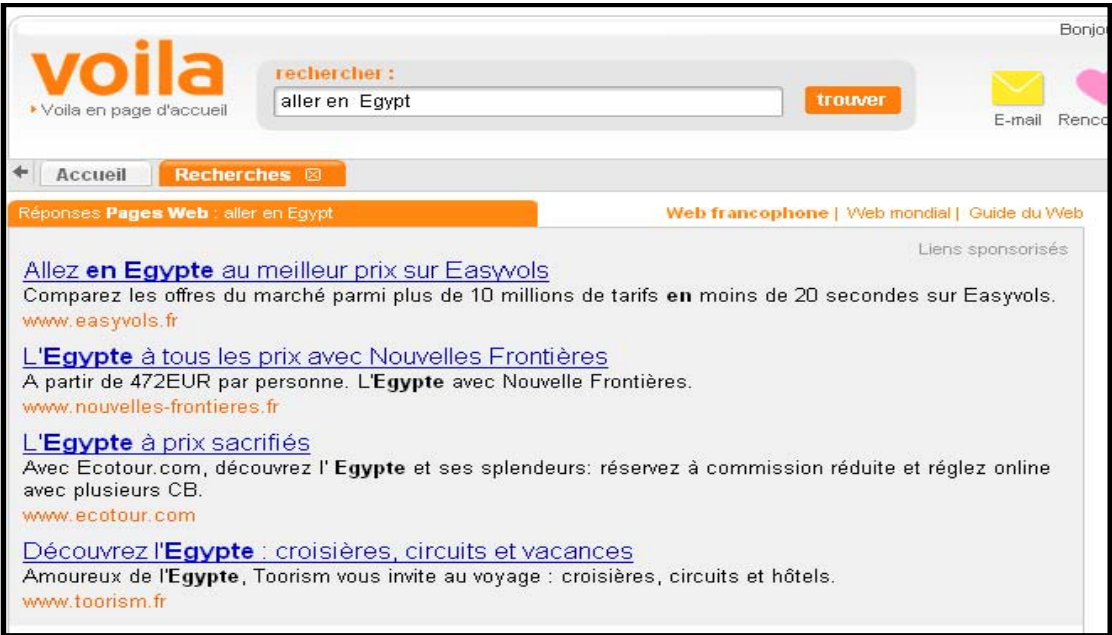 Bonjo
voila
rechercher :
aller en  Egypt
trouver
Voila en page d'accueil
E-mail
Renco
Accueil
Recherches
Réponses Pages Web : aller en Egypt
Web francophone | Web mondial | Guide du Web
Liens sponsorisés
Allez en Egypte au meilleur prix sur Easyvols
Comparez les offres du marché parmi plus de 10 millions de tarifs en moins de 20 secondes sur Easyvols.
www.easyvols.fr
L'Egypte à tous les prix avec Nouvelles Frontières
A partir de 472EUR par personne. L'Egypte avec Nouvelle Frontières.
www.nouvelles-frontieres.fr
L'Egypte à prix sacrifiés
Avec Ecotour.com, découvrez l' Egypte et ses splendeurs: réservez à commission réduite et réglez online
avec plusieurs CB.
www.ecotour.com
Découvrez l'Egypte : croisières, circuits et vacances
Amoureux de l'Egypte, Toorism vous invite au voyage : croisières, circuits et hôtels.
www.toorism.fr